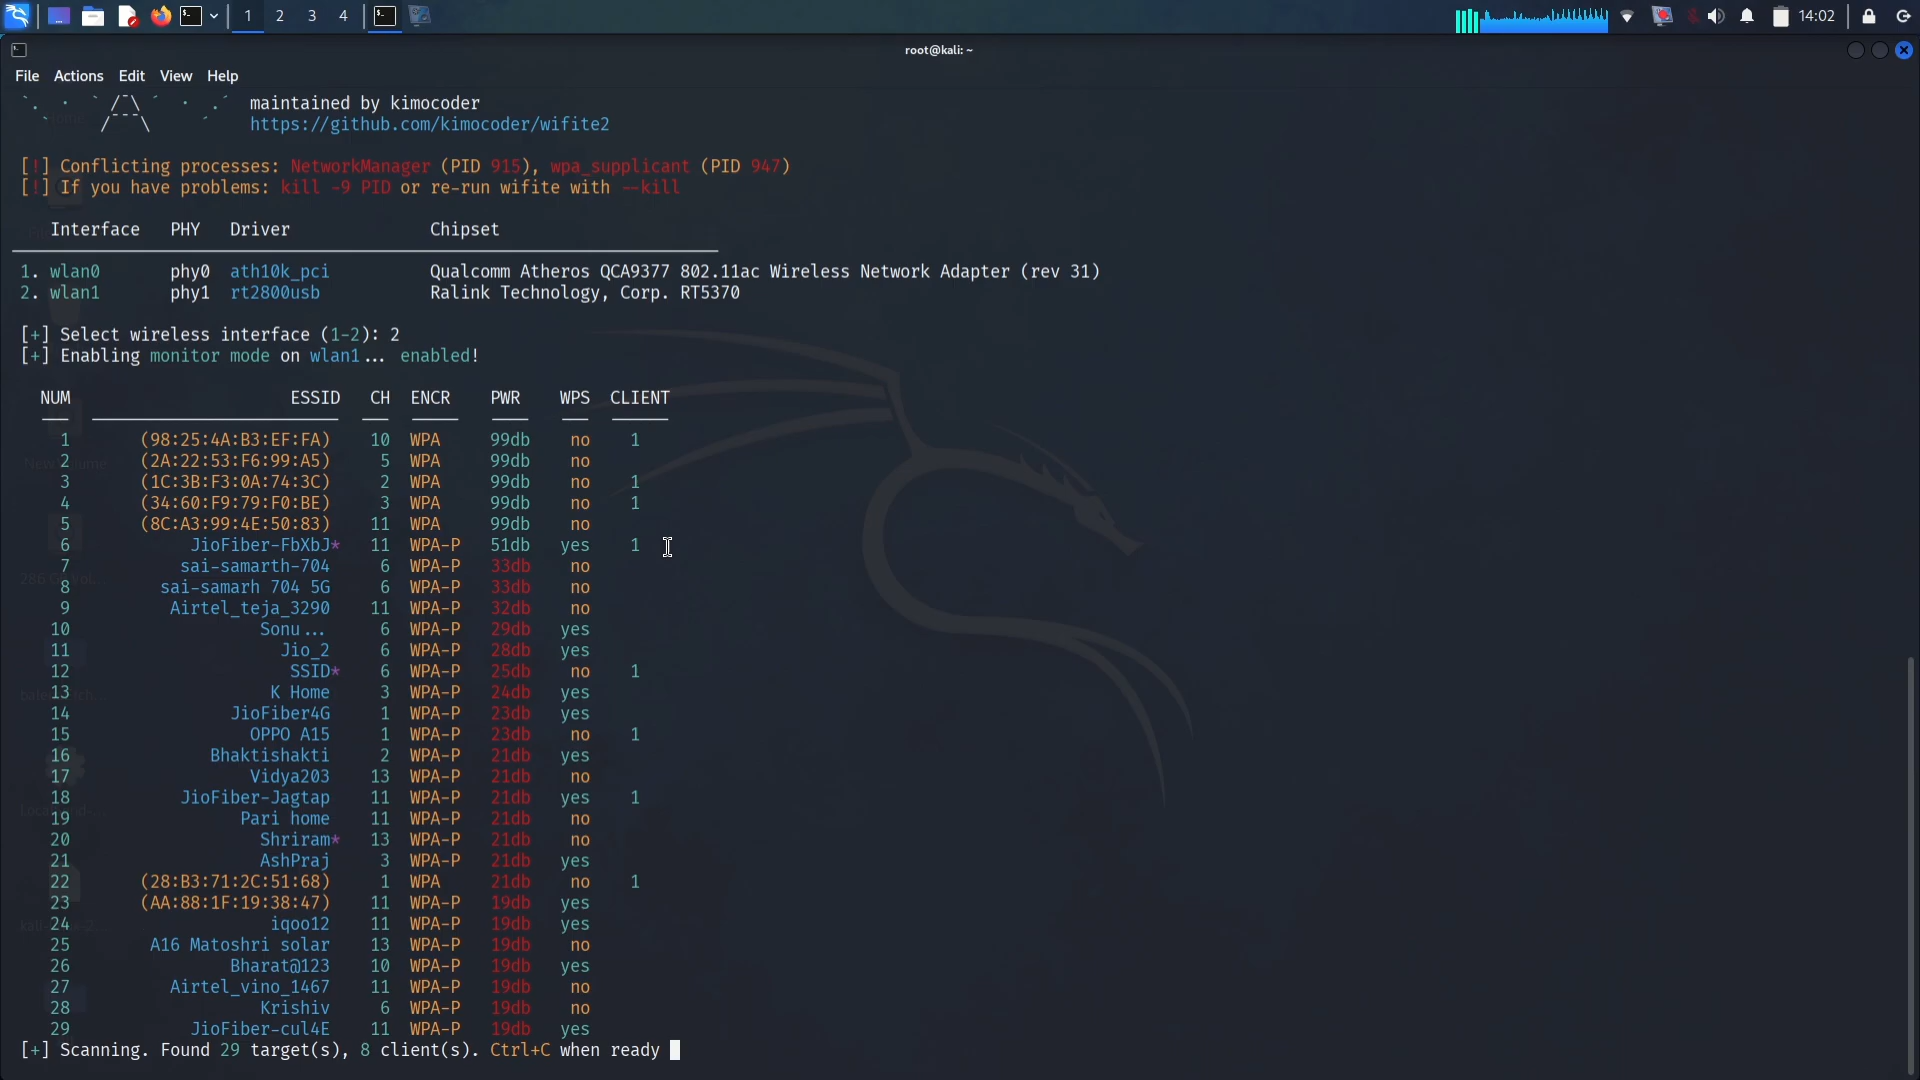 1 2 3 4 14:02
root@kali: ~
File Actions Edit View Help
maintained by kimocoder
https://github.com/kimocoder/wifite2
[!] Conflicting processes: NetworkManager (PID 915), wpa_supplicant (PID 947)
[!] If you have problems: kill -9 PID or re-run wifite with --kill
Interface PHY Driver Chipset
1. wlan0 phy0 ath10k_pci Qualcomm Atheros QCA9377 802.11ac Wireless Network Adapter (rev 31)
2. wlan1 phy1 rt2800usb Ralink Technology, Corp. RT5370
[+] Select wireless interface (1-2): 2
[+] Enabling monitor mode on wlan1... enabled!
NUM ESSID CH ENCR PWR WPS CLIENT
1 (98:25:4A:B3:EF:FA) 10 WPA 99db no 1
2 (2A:22:53:F6:99:A5) 5 WPA 99db no
3 (1C:3B:F3:0A:74:3C) 2 WPA 99db no 1
4 (34:60:F9:79:F0:BE) 3 WPA 99db no 1
5 (8C:A3:99:4E:50:83) 11 WPA 99db no
6 JioFiber-FbXbJ* 11 WPA-P 51db yes 1
7 sai-samarth-704 6 WPA-P 33db no
8 sai-samarh 704 5G 6 WPA-P 33db no
9 Airtel_teja_3290 11 WPA-P 32db no
10 Sonu... 6 WPA-P 29db yes
11 Jio_2 6 WPA-P 28db yes
12 SSID* 6 WPA-P 25db no 1
13 K Home 3 WPA-P 24db yes
14 JioFiber4G 1 WPA-P 23db yes
15 OPPO A15 1 WPA-P 23db no 1
16 Bhaktishakti 2 WPA-P 21db yes
17 Vidya203 13 WPA-P 21db no
18 JioFiber-Jagtap 11 WPA-P 21db yes 1
19 Pari home 11 WPA-P 21db no
20 Shriram* 13 WPA-P 21db no
21 AshPraj 3 WPA-P 21db yes
22 (28:B3:71:2C:51:68) 1 WPA 21db no 1
23 (AA:88:1F:19:38:47) 11 WPA-P 19db yes
24 iqoo12 11 WPA-P 19db yes
25 A16 Matoshri solar 13 WPA-P 19db no
26 Bharat@123 10 WPA-P 19db yes
27 Airtel_vino_1467 11 WPA-P 19db no
28 Krishiv 6 WPA-P 19db no
29 JioFiber-cul4E 11 WPA-P 19db yes
[+] Scanning. Found 29 target(s), 8 client(s). Ctrl+C when ready